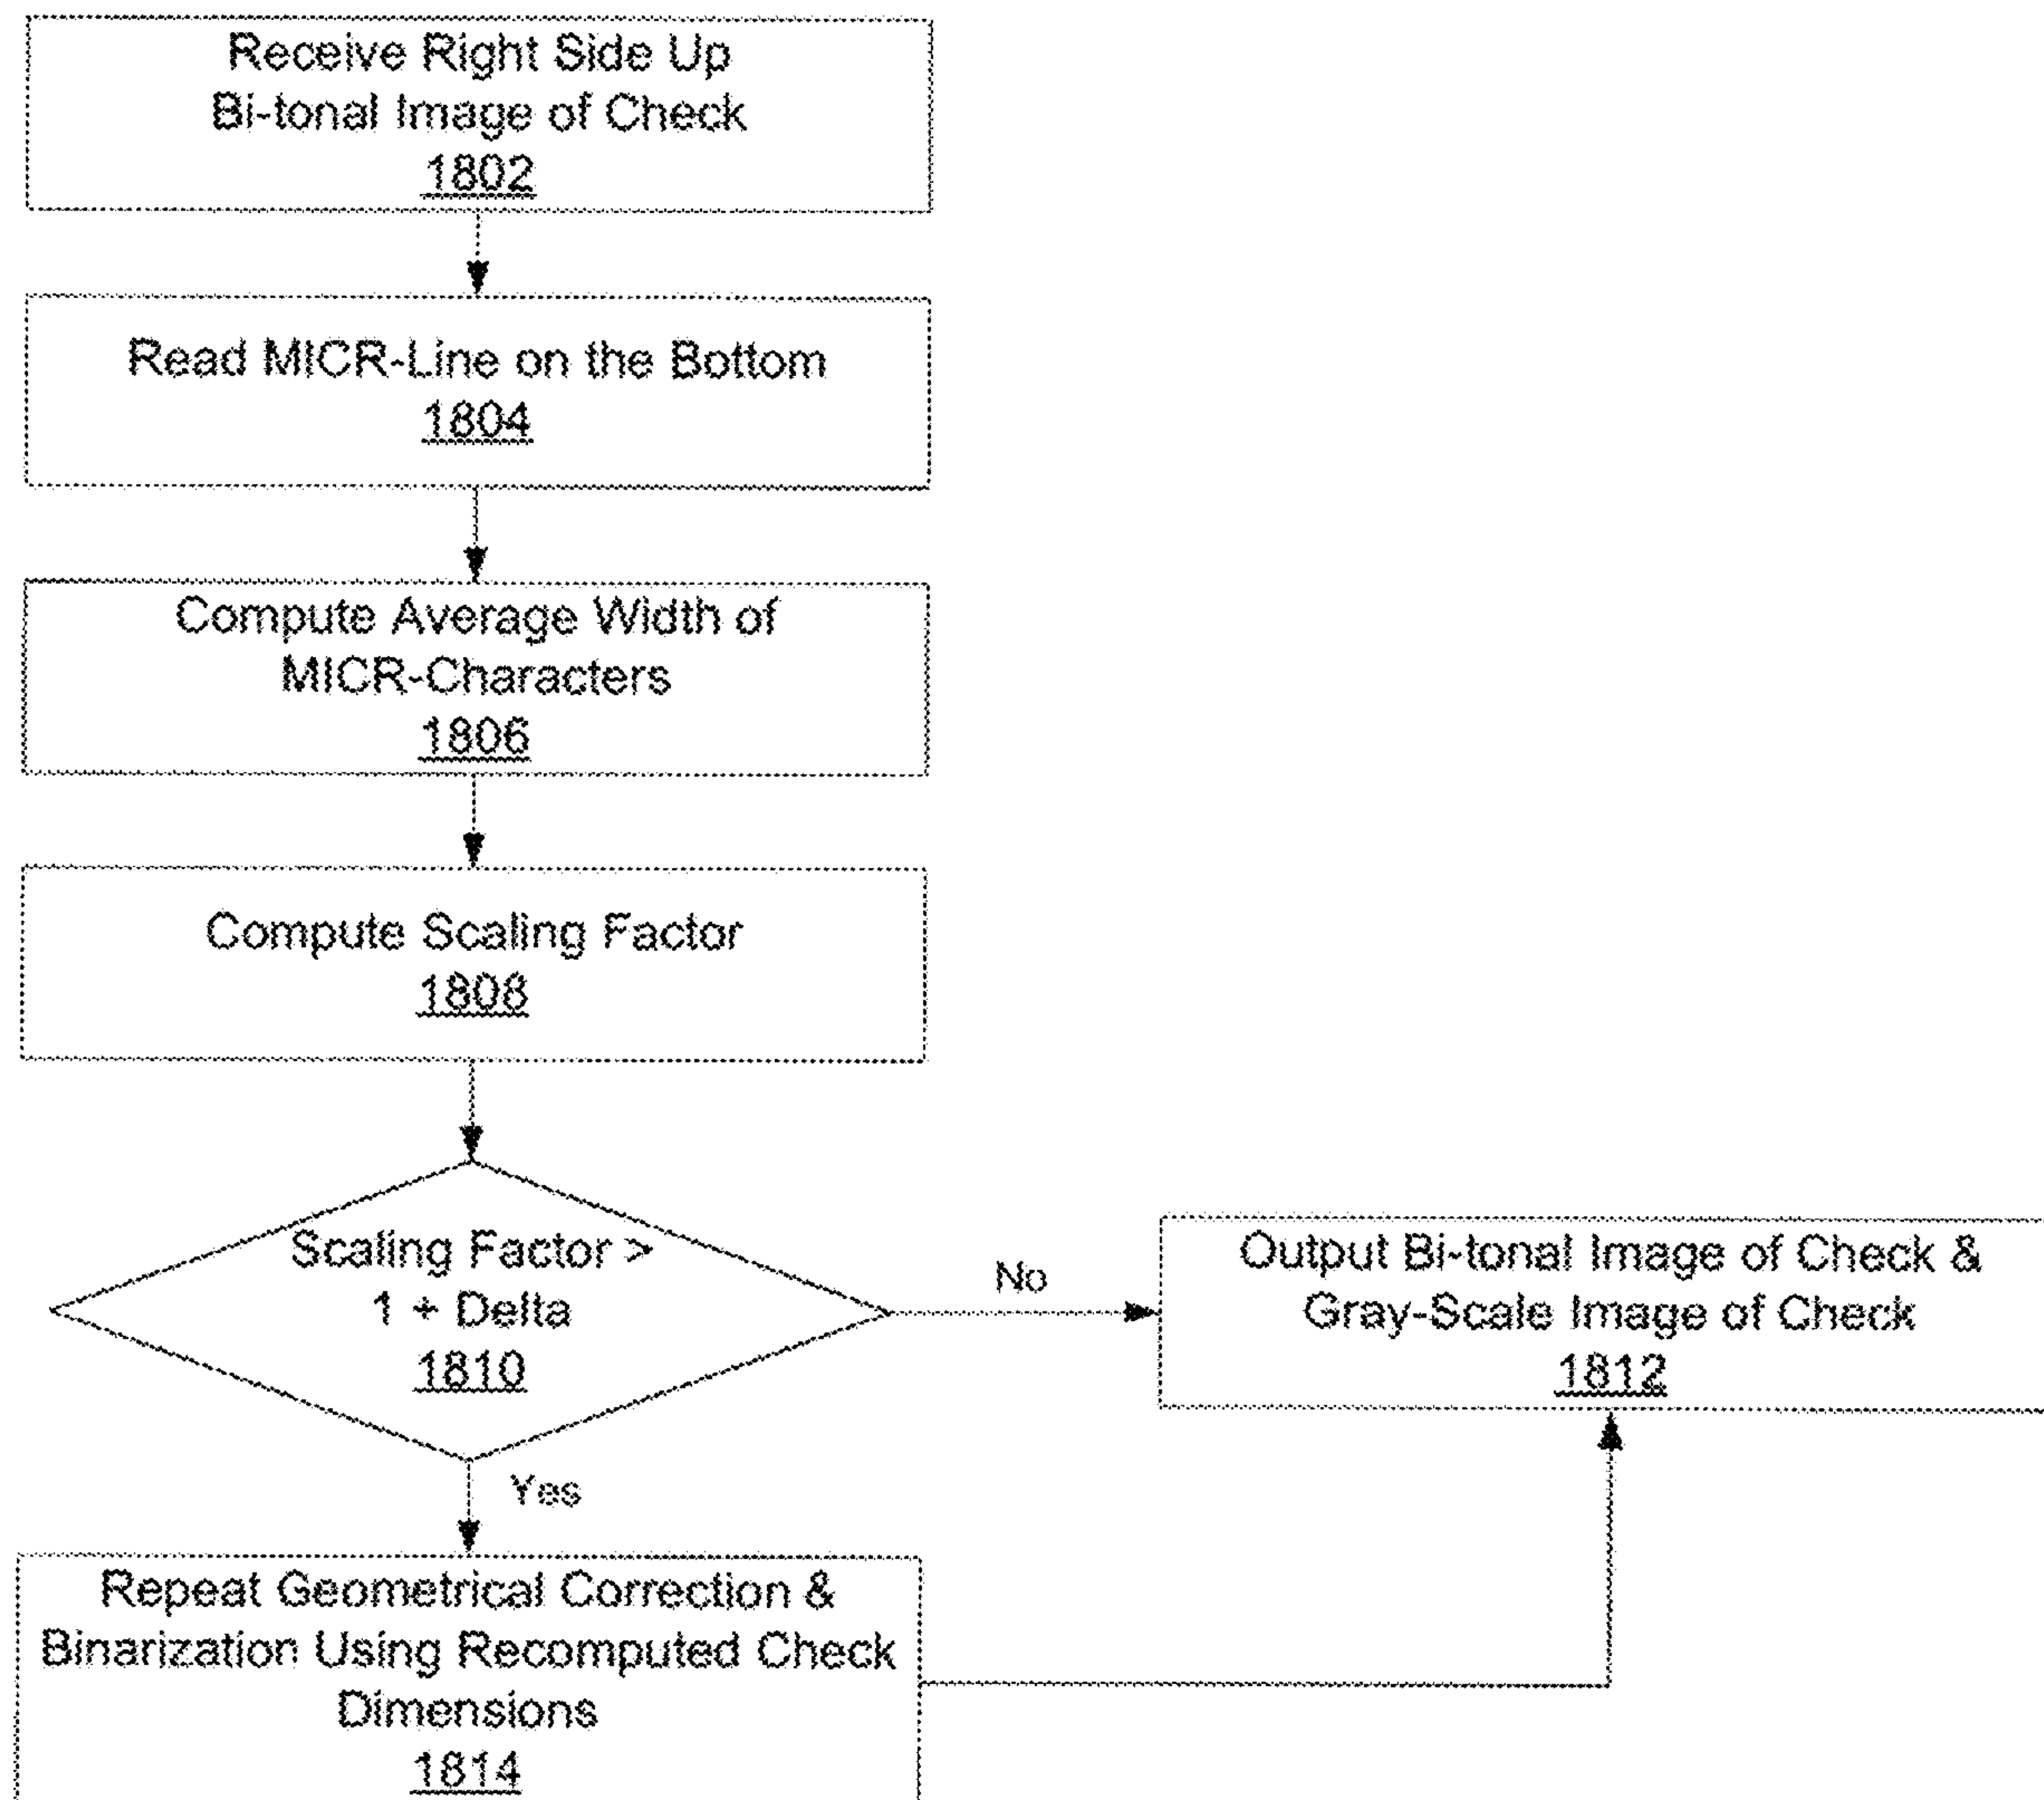 Receive Right Side Up
Bi-tonal Image of Check
1802
Read MICR-Line on the Bottom
1804
Compute Average Width of
MICR-Characters
1806
Compute Scaling Factor
1808
Scaling Factor >
1 + Delta
1810
No
Output Bi-tonal Image of Check &
Gray-Scale Image of Check
1812
Yes
Repeat Geometrical Correction &
Binarization Using Recomputed Check
Dimensions
1814